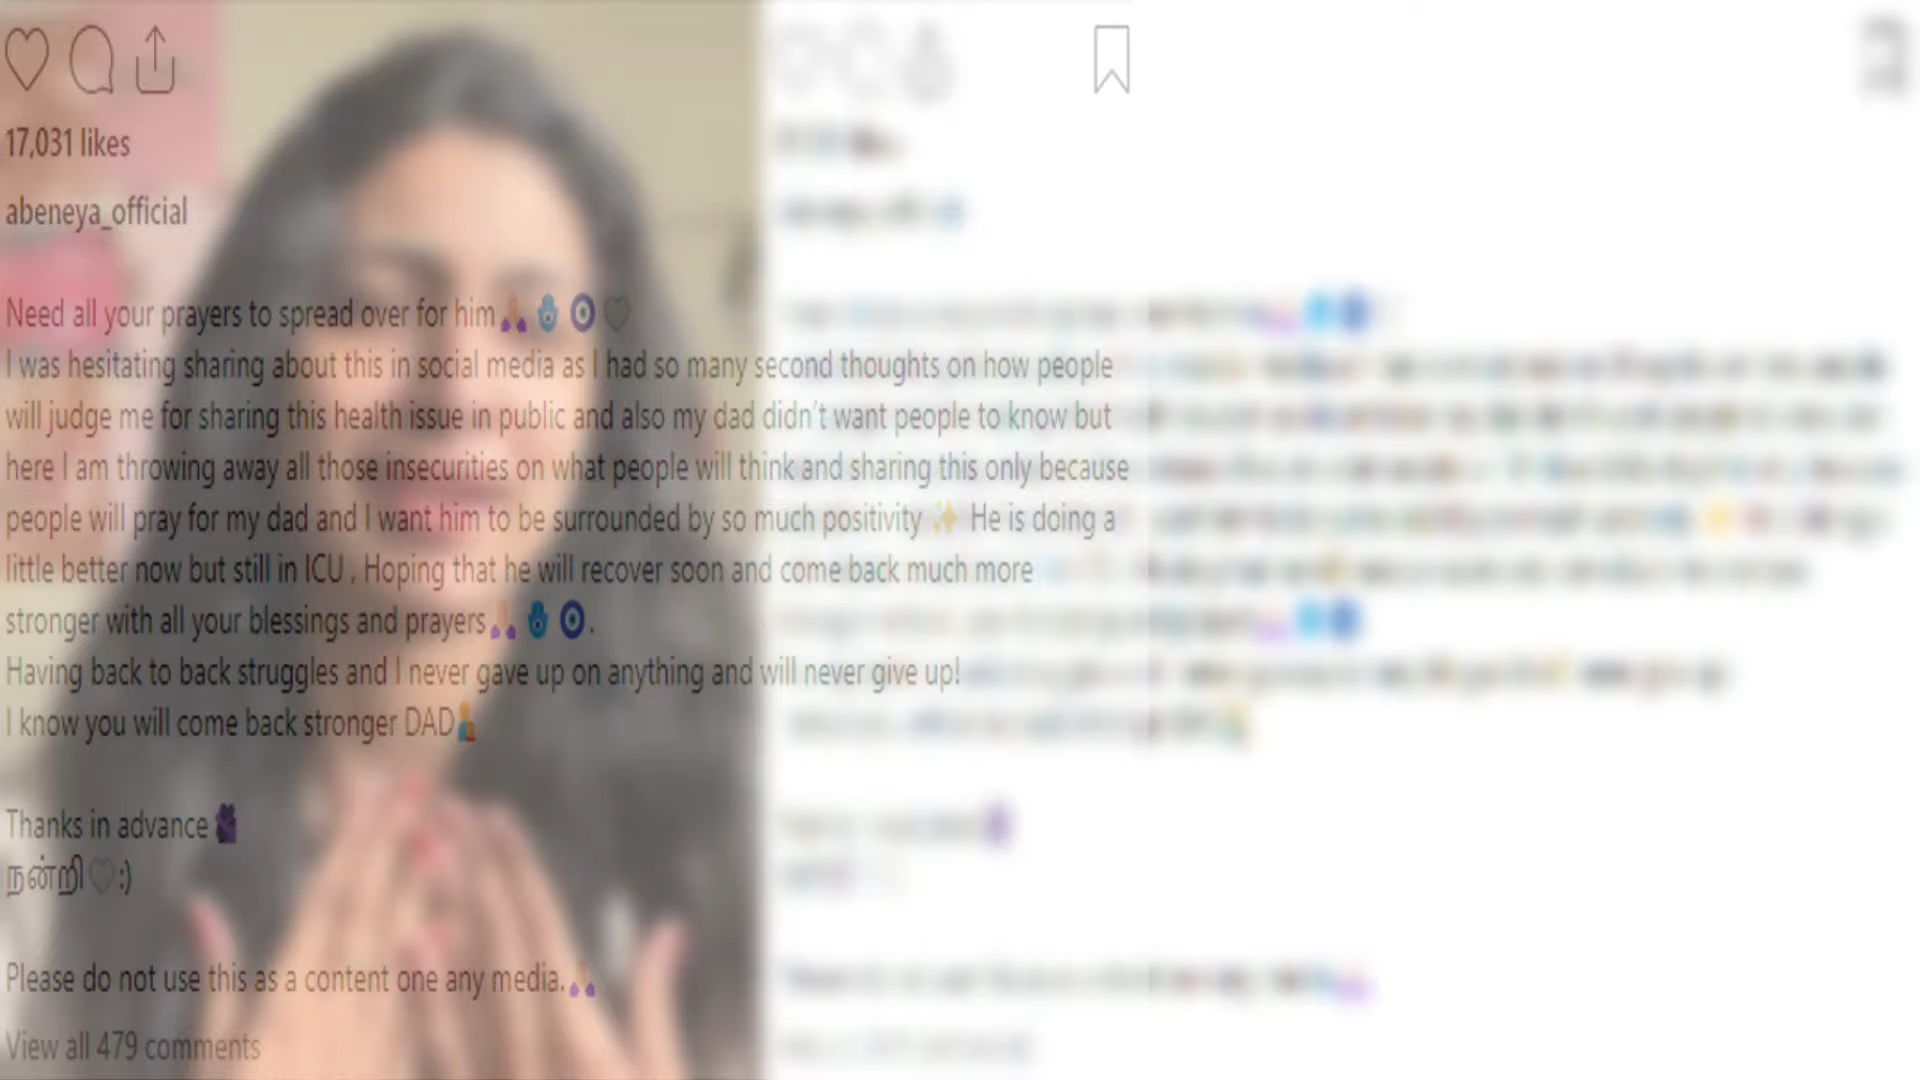 17,031 likes
abeneya_official
Need all your prayers to spread over for him🙏🏼🪬🧿🤍
I was hesitating sharing about this in social media as I had so many second thoughts on how people
will judge me for sharing this health issue in public and also my dad didn't want people to know but
here I am throwing away all those insecurities on what people will think and sharing this only because
people will pray for my dad and I want him to be surrounded by so much positivity ✨ He is doing a
little better now but still in ICU . Hoping that he will recover soon and come back much more
stronger with all your blessings and prayers🙏🏼🪬🧿.
Having back to back struggles and I never gave up on anything and will never give up!
I know you will come back stronger DAD
Thanks in advance
நன்றி🤍:)
Please do not use this as a content one any media.🙏🏼
View all 479 comments